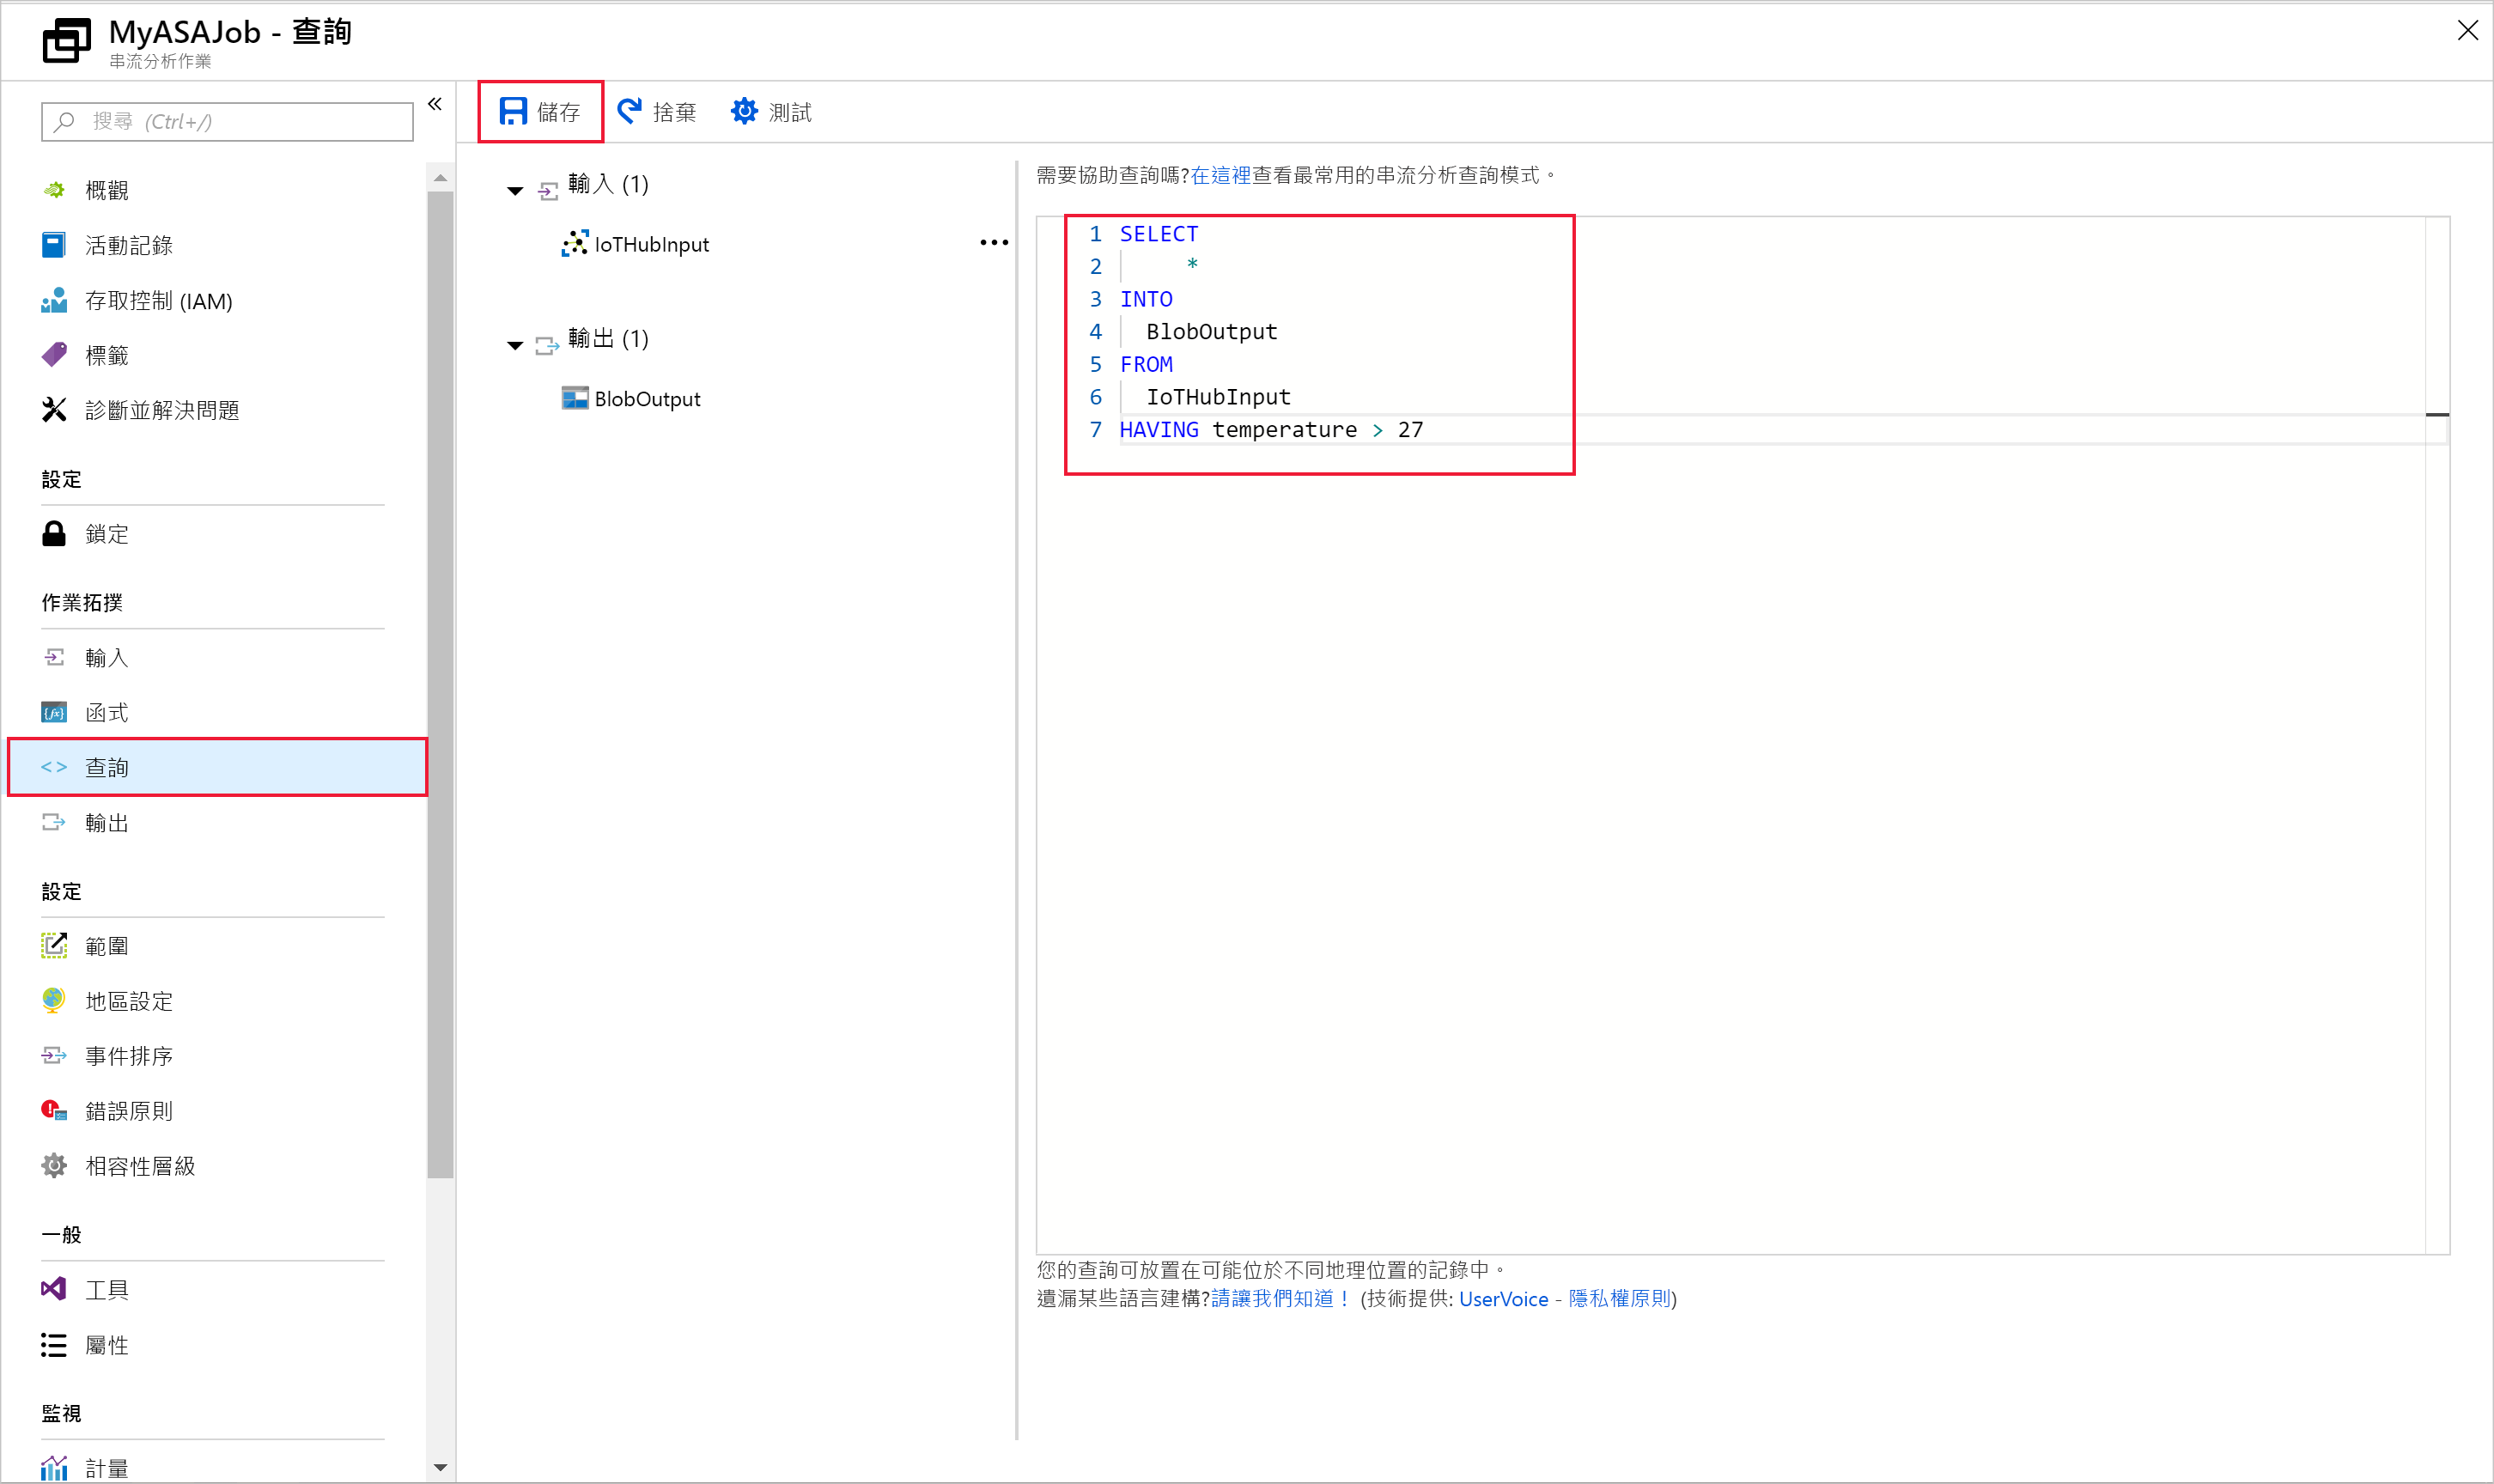 MyASAJob - 查詢
串流分析作業
搜尋 (Ctrl+/)
概觀
活動記錄
存取控制 (IAM)
標籤
診斷並解決問題
設定
鎖定
作業拓撲
輸入
函式
查詢
輸出
設定
範圍
地區設定
事件排序
錯誤原則
相容性層級
一般
工具
屬性
監視
計量
儲存 捨棄 測試
輸入 (1)
IoTHubInput
輸出 (1)
BlobOutput
需要協助查詢嗎?在這裡查看最常用的串流分析查詢模式。
1 SELECT
2 *
3 INTO
4 BlobOutput
5 FROM
6 IoTHubInput
7 HAVING temperature > 27
您的查詢可放置在可能位於不同地理位置的記錄中。
遺漏某些語言建構?請讓我們知道！ (技術提供: UserVoice - 隱私權原則)